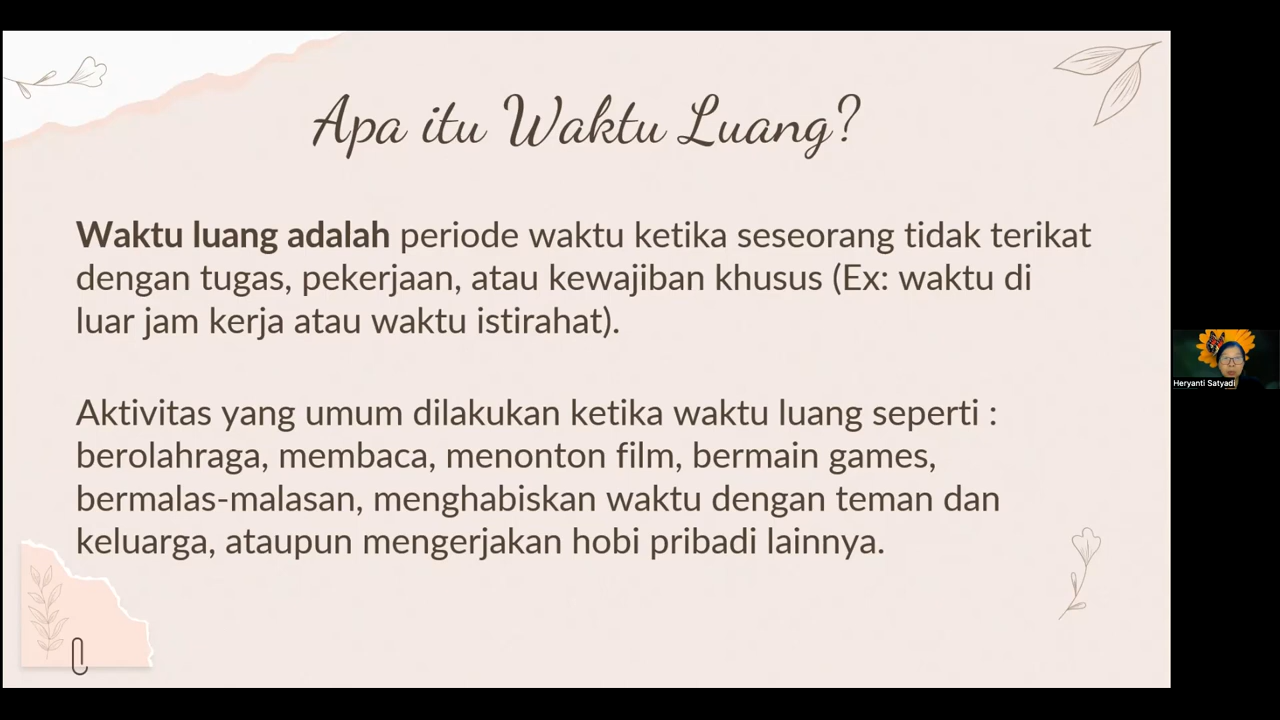 Apa itu Waktu Luang?
Waktu luang adalah periode waktu ketika seseorang tidak terikat
dengan tugas, pekerjaan, atau kewajiban khusus (Ex: waktu di
luar jam kerja atau waktu istirahat).
Aktivitas yang umum dilakukan ketika waktu luang seperti :
berolahraga, membaca, menonton film, bermain games,
bermalas-malasan, menghabiskan waktu dengan teman dan
keluarga, ataupun mengerjakan hobi pribadi lainnya.
Heryanti Satyadi